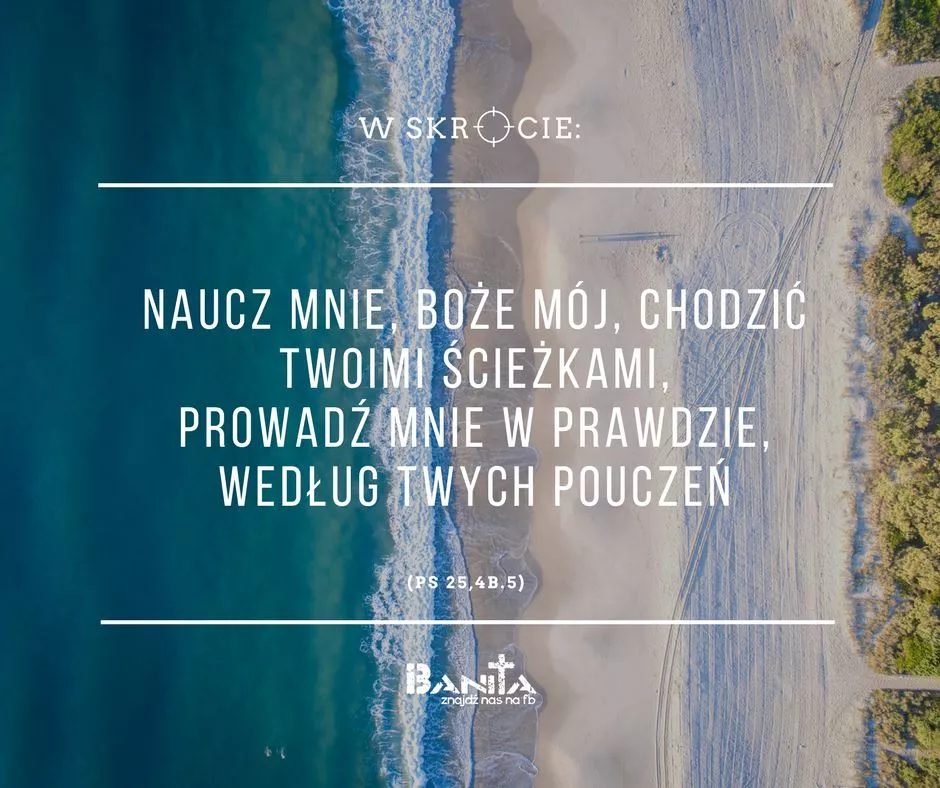 W SKROCIE:
NAUCZ MNIE, BOŻE MÓJ, CHODZIĆ
TWOIMI ŚCIEŻKAMI,
PROWADŹ MNIE W PRAWDZIE,
WEDŁUG TWYCH POUCZEŃ
(PS 25,4B.5)
BANITA
znajdź nas na fb